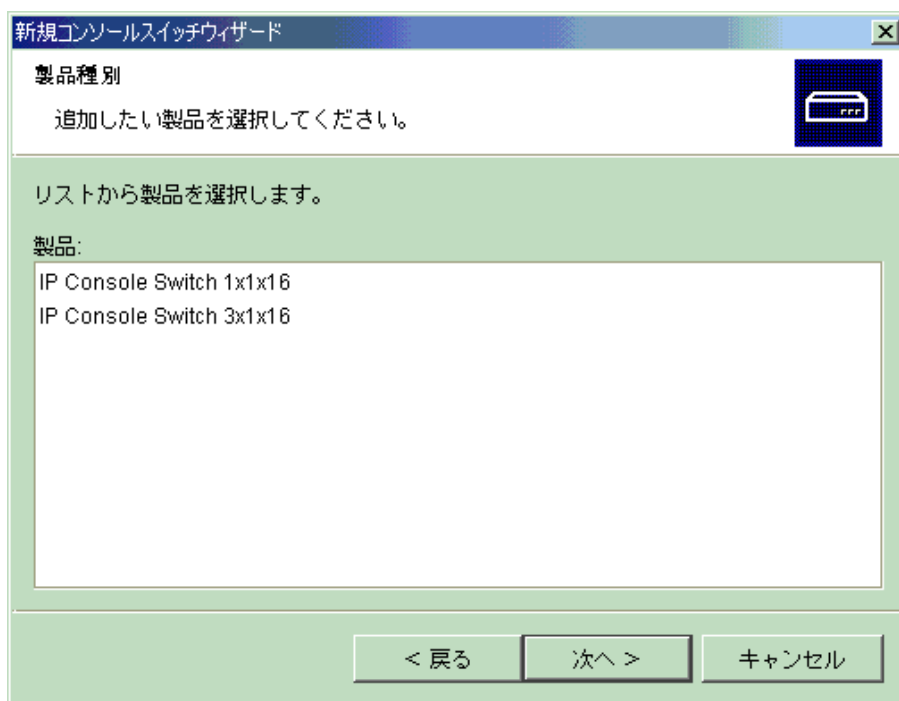 新規コンソールスイッチウィザード
製品種別
追加したい製品を選択してください。
リストから製品を選択します。
製品:
IP Console Switch 1x1x16
IP Console Switch 3x1x16
< 戻る
次へ >
キャンセル